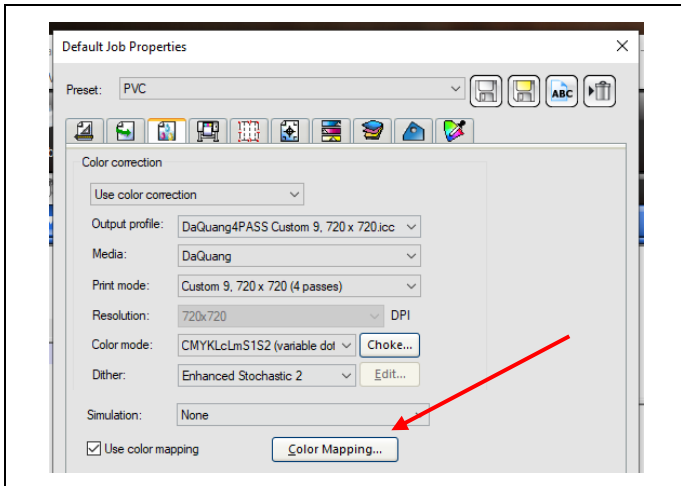 Default Job Properties
Preset: PVC
ABC
Color correction
Use color correction
Output profile: DaQuang4PASS Custom 9, 720 x 720.icc
Media: DaQuang
Print mode: Custom 9, 720 x 720 (4 passes)
Resolution: 720x720 DPI
Color mode: CMYKLcLmS1S2 (variable dot Choke...
Dither: Enhanced Stochastic 2 Edit...
Simulation: None
Use color mapping Color Mapping...